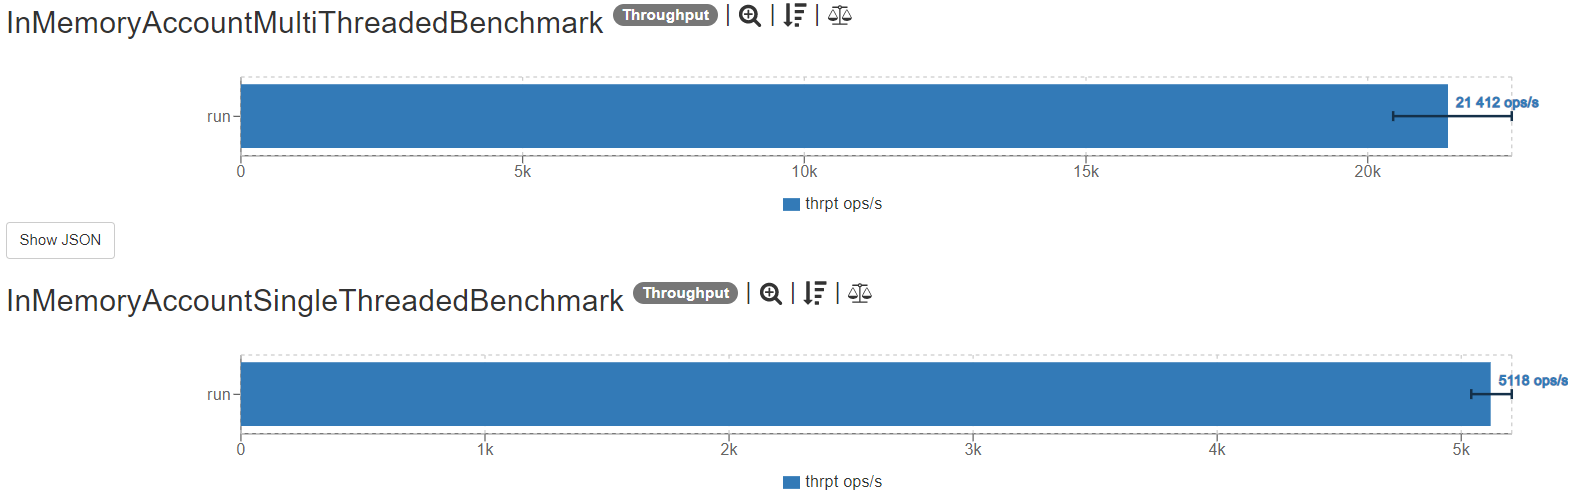 InMemoryAccountMultiThreadedBenchmark Throughput | | |
21 412 ops/s
run
0 5k 10k 15k 20k
thrpt ops/s
Show JSON
InMemoryAccountSingleThreadedBenchmark Throughput | | |
5118 ops/s
run
0 1k 2k 3k 4k 5k
thrpt ops/s